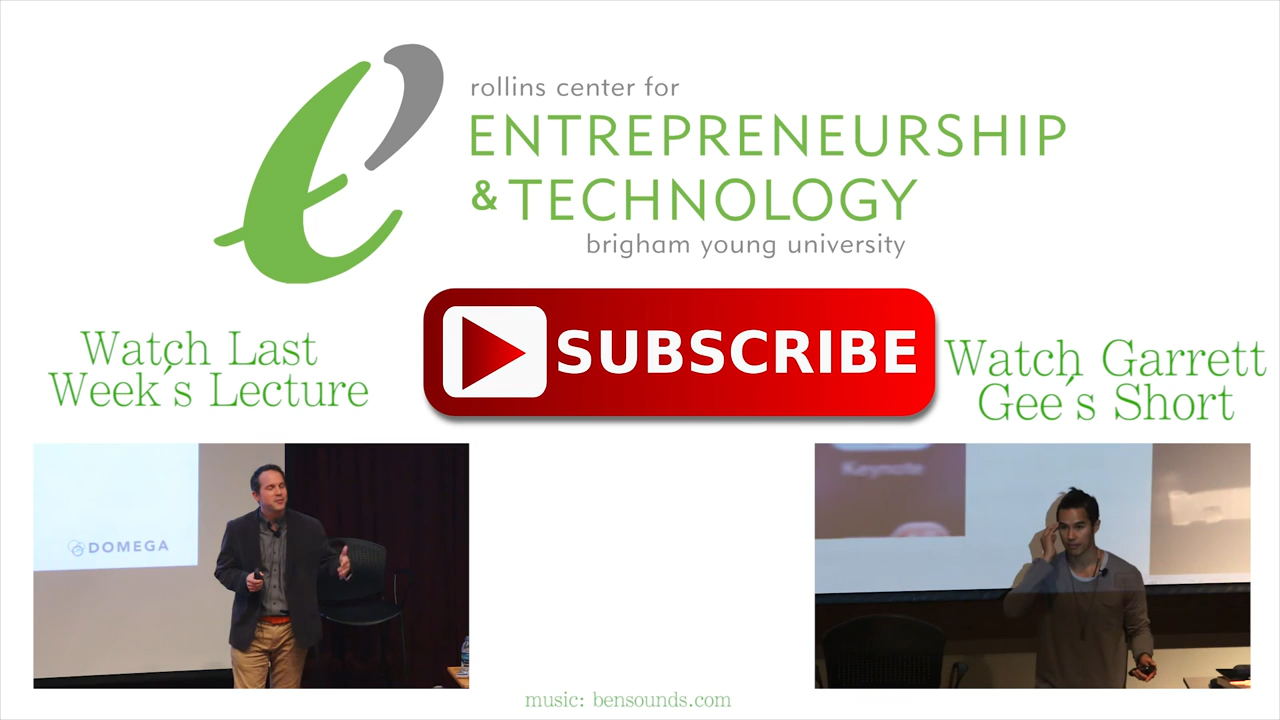 rollins center for
ENTREPRENEURSHIP
& TECHNOLOGY
brigham young university
SUBSCRIBE
Watch Last
Week´s Lecture
Watch Garrett
Gee´s Short
DOMEGA
Keynote
music: bensounds.com